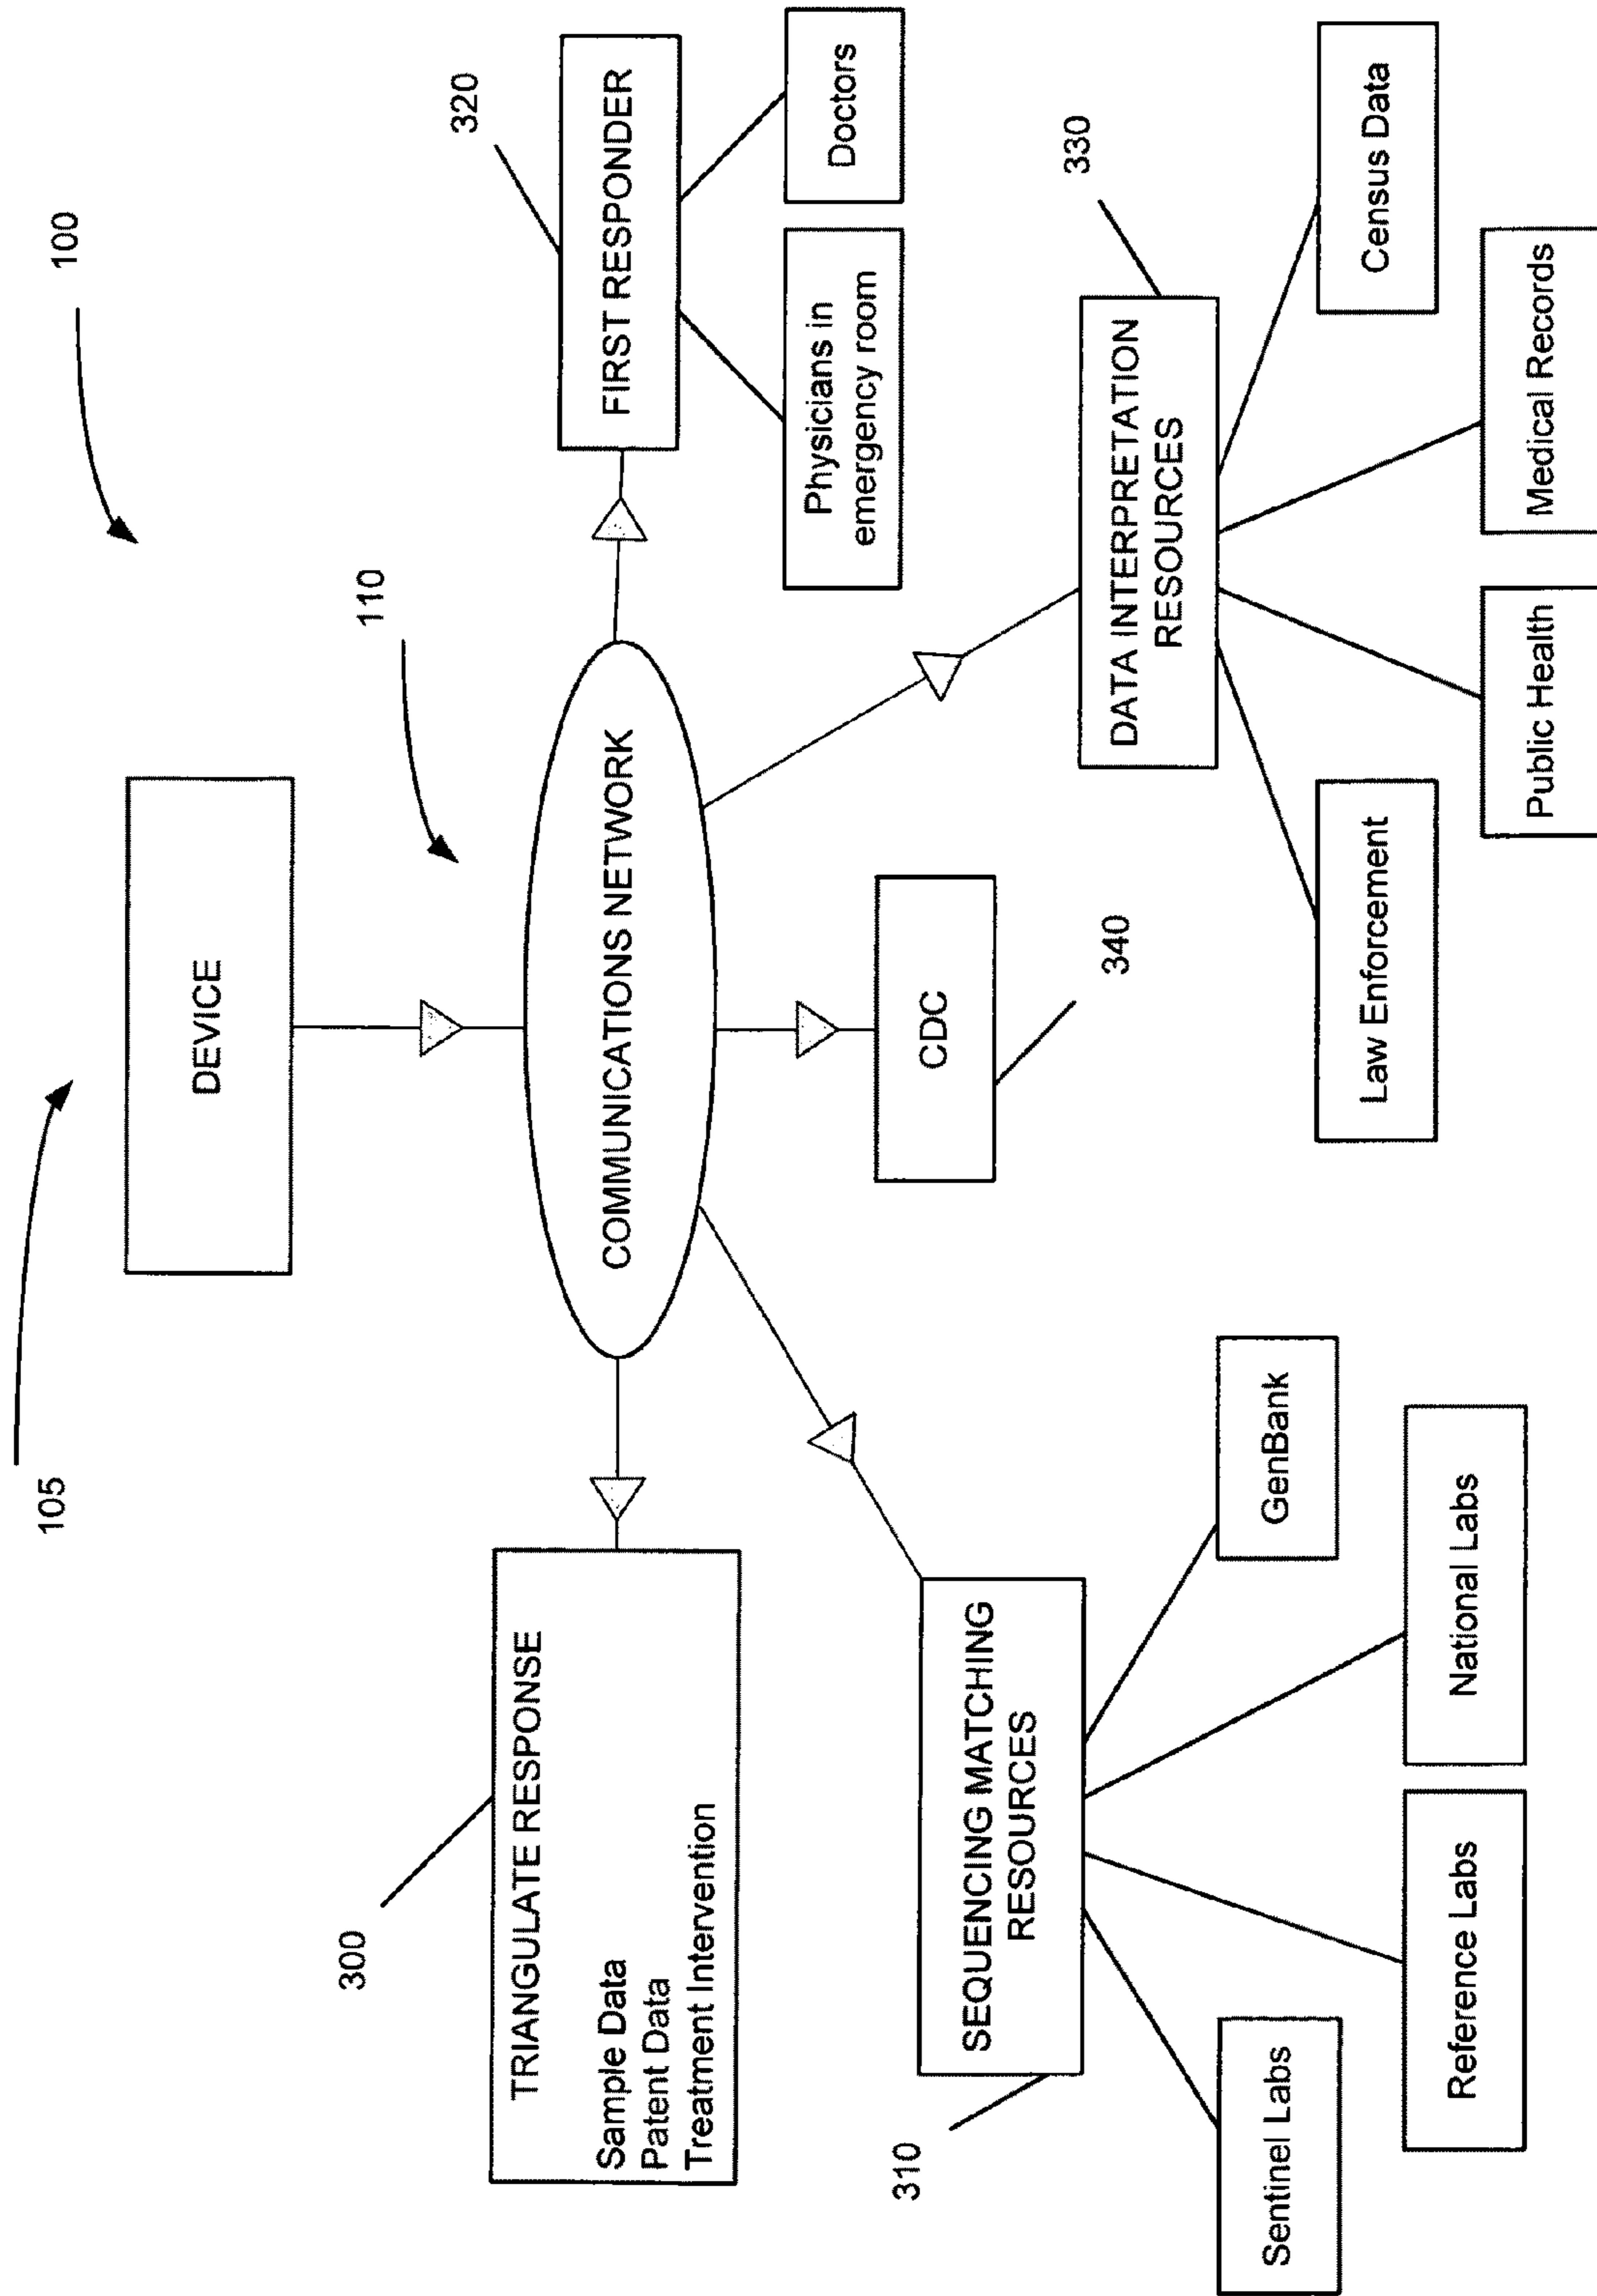 100
105
DEVICE
110
COMMUNICATIONS NETWORK
300
TRIANGULATE RESPONSE
Sample Data
Patent Data
Treatment Intervention
320
FIRST RESPONDER
Physicians in
emergency room
Doctors
310
SEQUENCING MATCHING
RESOURCES
Sentinel Labs
Reference Labs
National Labs
GenBank
CDC
340
330
DATA INTERPRETATION
RESOURCES
Law Enforcement
Public Health
Medical Records
Census Data